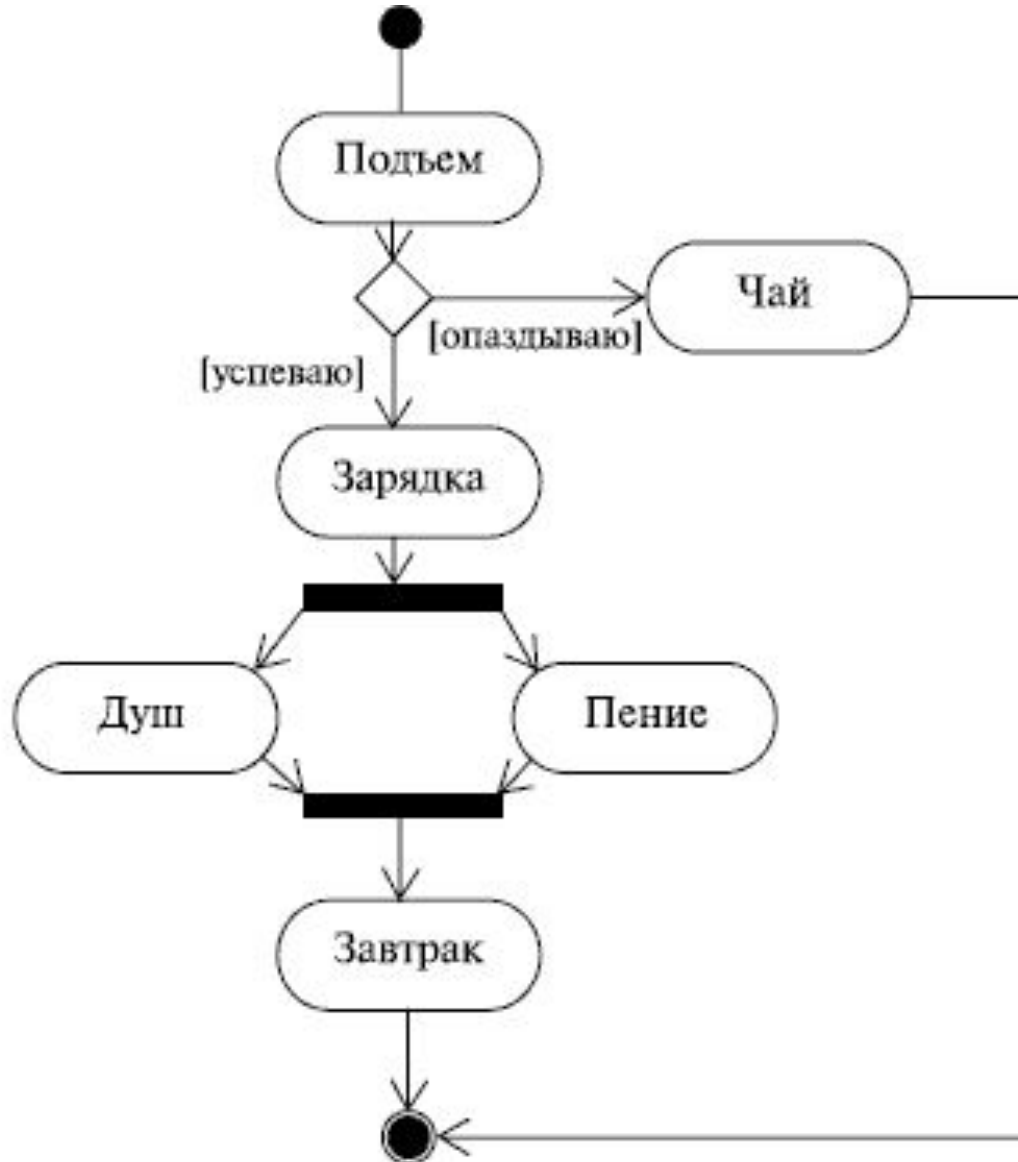 Подъем
Чай
[опаздываю]
[успеваю]
Зарядка
Душ
Пение
Завтрак